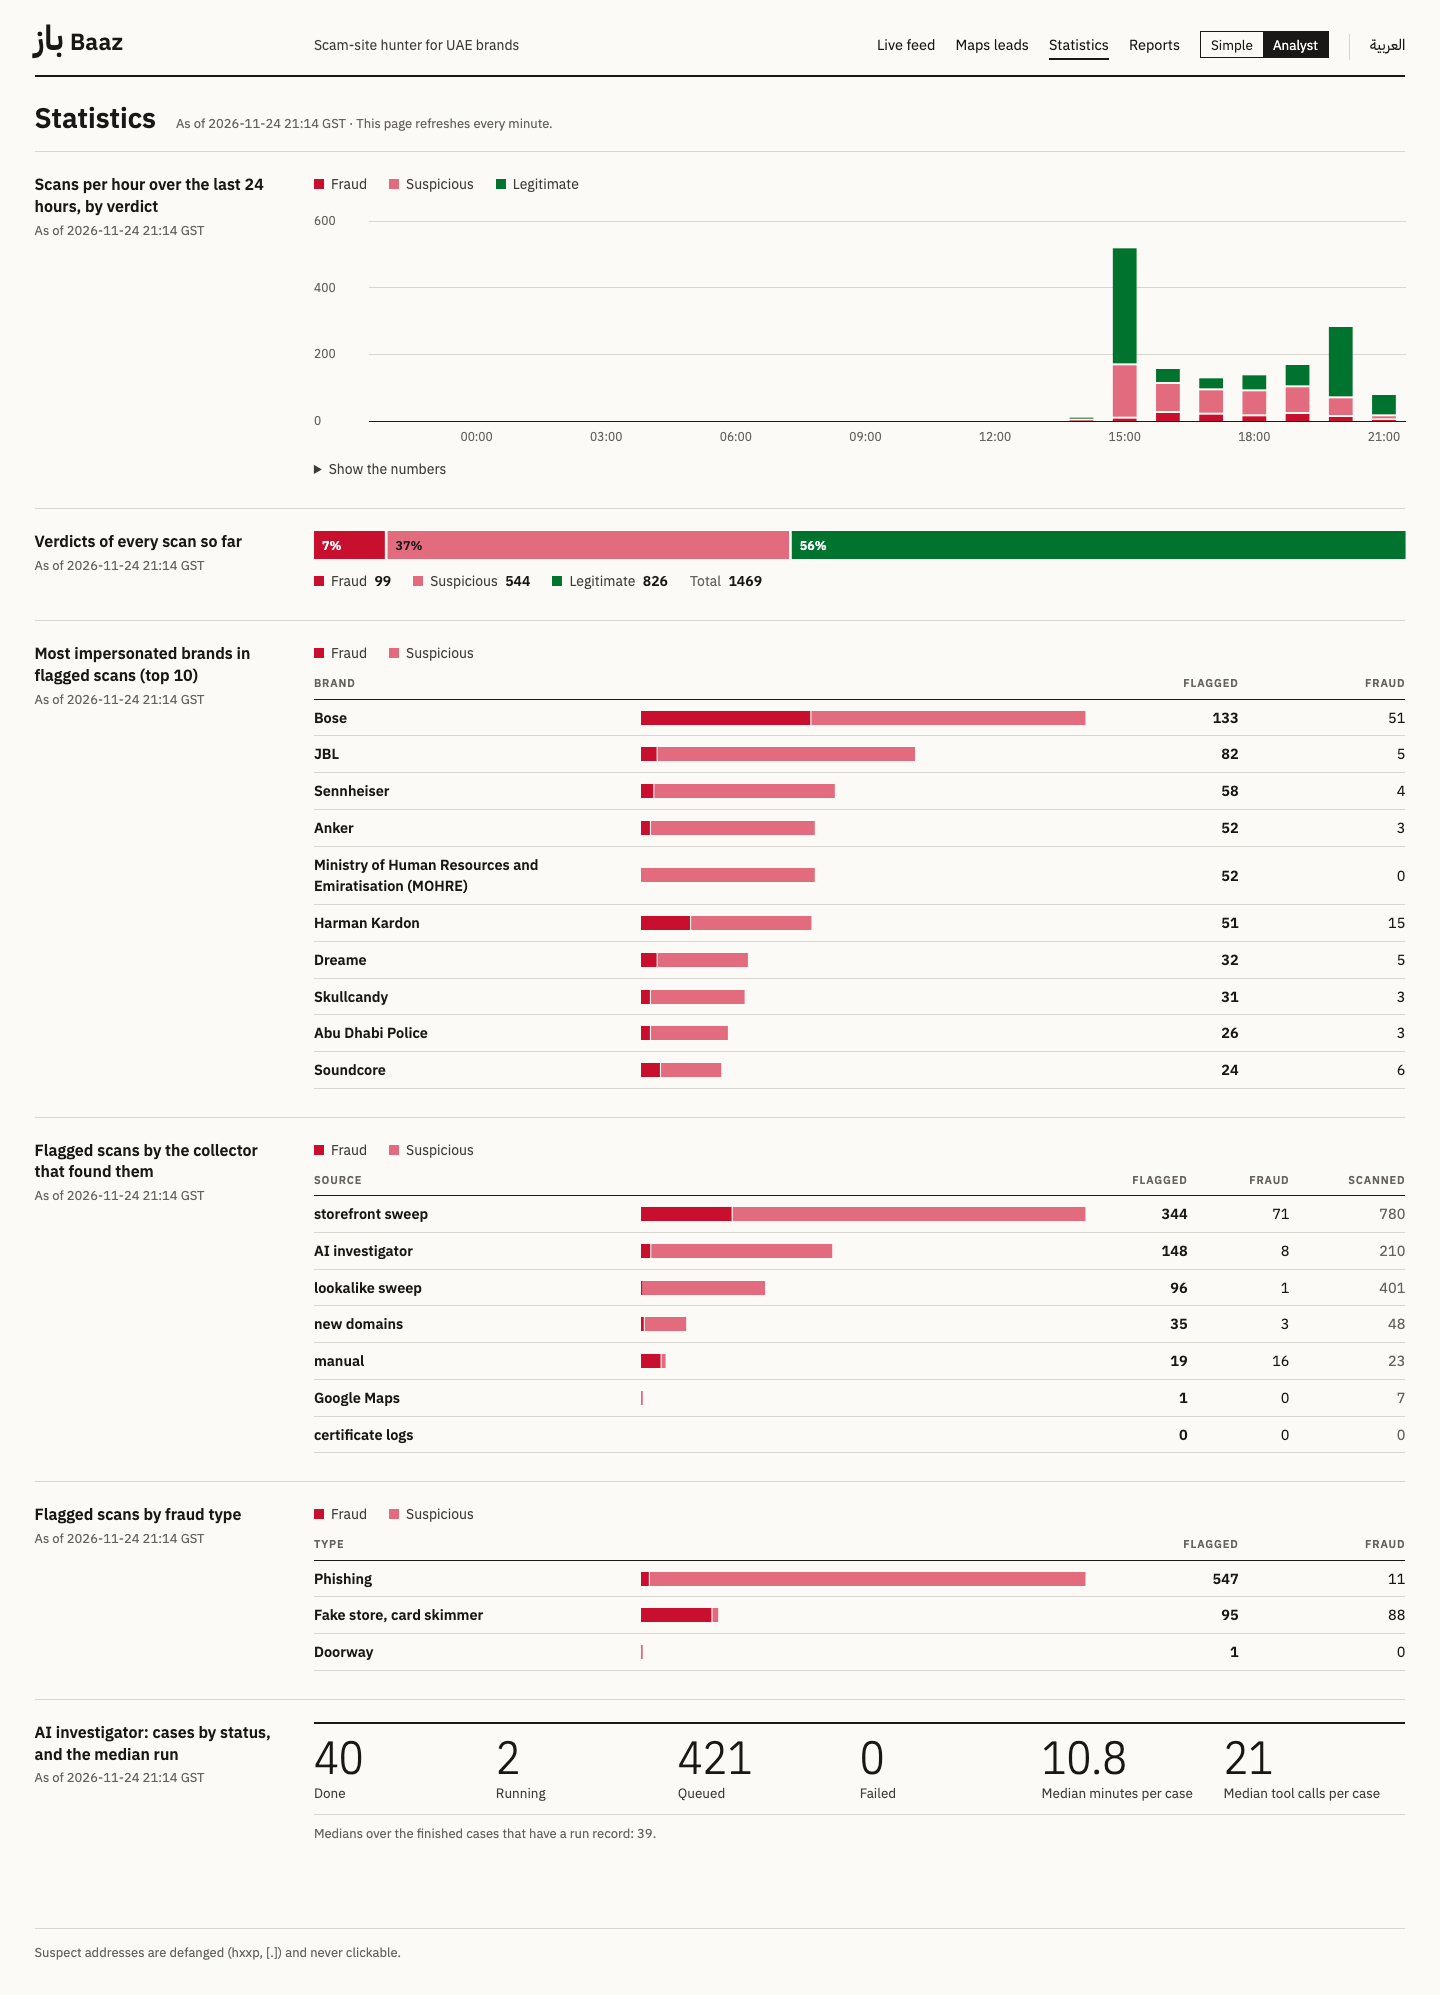 باز Baaz
Scam-site hunter for UAE brands
Live feed Maps leads Statistics Reports Simple Analyst العربية
Statistics As of 2026-11-24 21:14 GST · This page refreshes every minute.
Scans per hour over the last 24
hours, by verdict
As of 2026-11-24 21:14 GST
Fraud Suspicious Legitimate
600
400
200
0
00:00 03:00 06:00 09:00 12:00 15:00 18:00 21:00
▶ Show the numbers
Verdicts of every scan so far
As of 2026-11-24 21:14 GST
7% 37% 56%
Fraud 99 Suspicious 544 Legitimate 826 Total 1469
Most impersonated brands in
flagged scans (top 10)
As of 2026-11-24 21:14 GST
Fraud Suspicious
BRAND FLAGGED FRAUD
Bose 133 51
JBL 82 5
Sennheiser 58 4
Anker 52 3
Ministry of Human Resources and
Emiratisation (MOHRE) 52 0
Harman Kardon 51 15
Dreame 32 5
Skullcandy 31 3
Abu Dhabi Police 26 3
Soundcore 24 6
Flagged scans by the collector
that found them
As of 2026-11-24 21:14 GST
Fraud Suspicious
SOURCE FLAGGED FRAUD SCANNED
storefront sweep 344 71 780
AI investigator 148 8 210
lookalike sweep 96 1 401
new domains 35 3 48
manual 19 16 23
Google Maps 1 0 7
certificate logs 0 0 0
Flagged scans by fraud type
As of 2026-11-24 21:14 GST
Fraud Suspicious
TYPE FLAGGED FRAUD
Phishing 547 11
Fake store, card skimmer 95 88
Doorway 1 0
AI investigator: cases by status,
and the median run
As of 2026-11-24 21:14 GST
40 2 421 0 10.8 21
Done Running Queued Failed Median minutes per case Median tool calls per case
Medians over the finished cases that have a run record: 39.
Suspect addresses are defanged (hxxp, [.]) and never clickable.